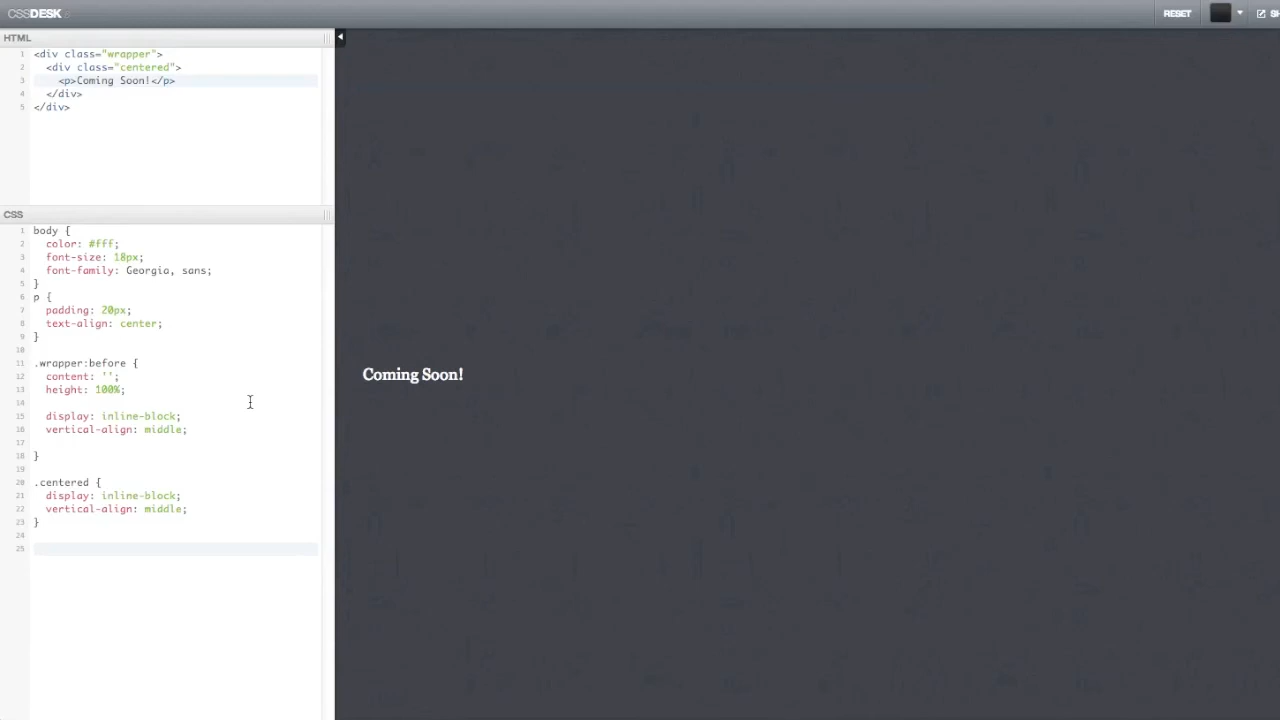 CSSDESK
RESET
SH
HTML
1 <div class="wrapper">
2 <div class="centered">
3 <p>Coming Soon!</p>
4 </div>
5 </div>
CSS
1 body {
2 color: #fff;
3 font-size: 18px;
4 font-family: Georgia, sans;
5 }
6 p {
7 padding: 20px;
8 text-align: center;
9 }
10
11 .wrapper:before {
12 content: '';
13 height: 100%;
14
15 display: inline-block;
16 vertical-align: middle;
17
18 }
19
20 .centered {
21 display: inline-block;
22 vertical-align: middle;
23 }
24
25
Coming Soon!